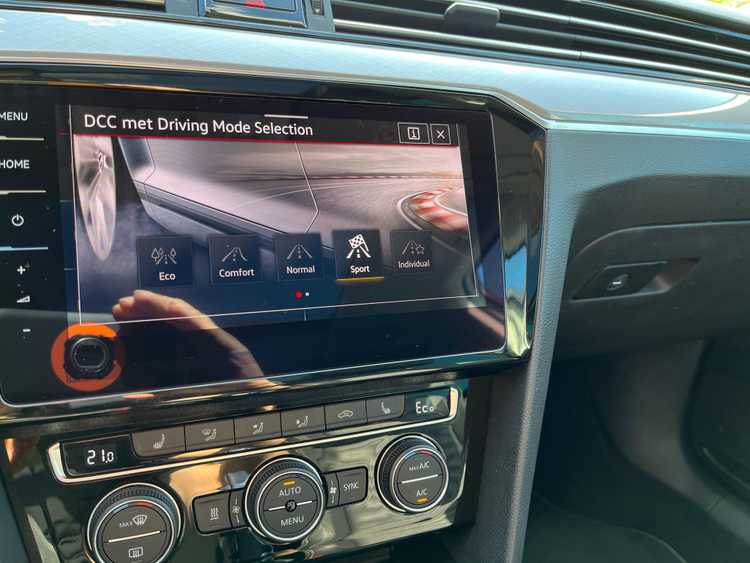 MENU
DCC met Driving Mode Selection
i
HOME
Eco
Comfort
Normal
Sport
Individual
+
-
21.0
Eco
MAX
AUTO
MENU
SYNC
MAX A/C
A/C